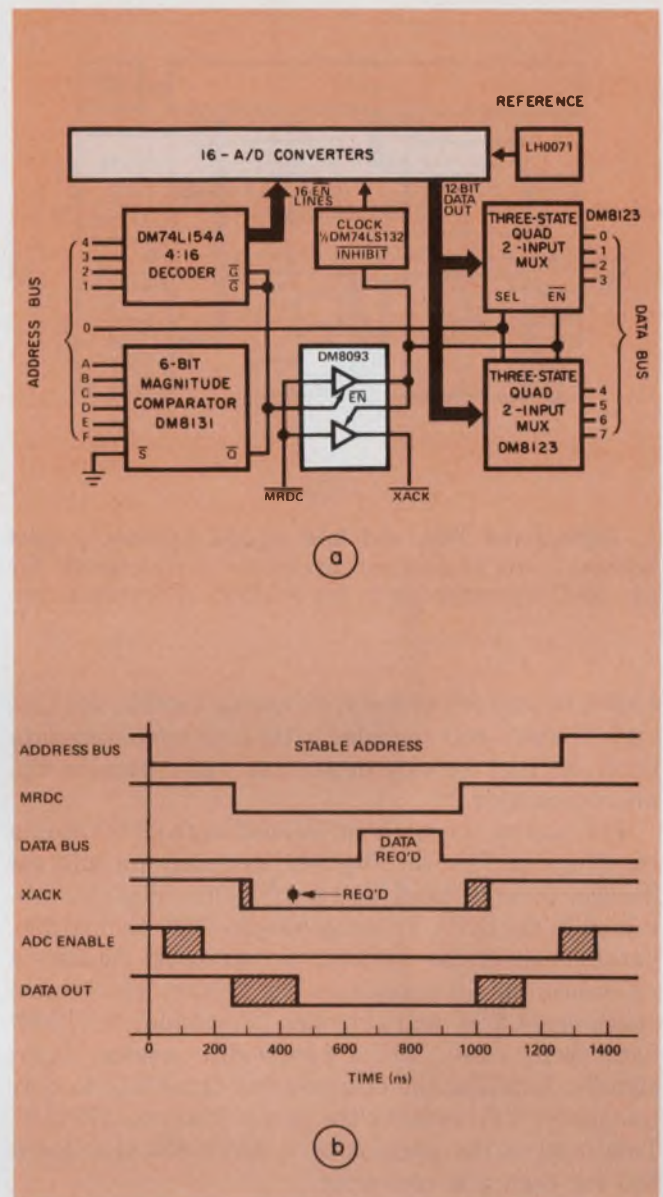 REFERENCE
16 - A/D CONVERTERS
LH0071
16 EN
LINES
12-BIT
DATA
OUT
DM74L154A
4:16
DECODER
G
G
CLOCK
½DM74LS132
INHIBIT
THREE-STATE
QUAD
2-INPUT
MUX
SEL EN
DM8123
0
1
2
3
ADDRESS BUS
4
3
2
1
0
A
B
C
D
E
F
6-BIT
MAGNITUDE
COMPARATOR
DM8131
S Q
DM8093
EN
MRDC
XACK
THREE-STATE
QUAD
2-INPUT
MUX
DM8123
4
5
6
7
DATA BUS
a
ADDRESS BUS
STABLE ADDRESS
MRDC
DATA BUS
DATA
REQ'D
XACK
REQ'D
ADC ENABLE
DATA OUT
0 200 400 600 800 1000 1200 1400
TIME (ns)
b